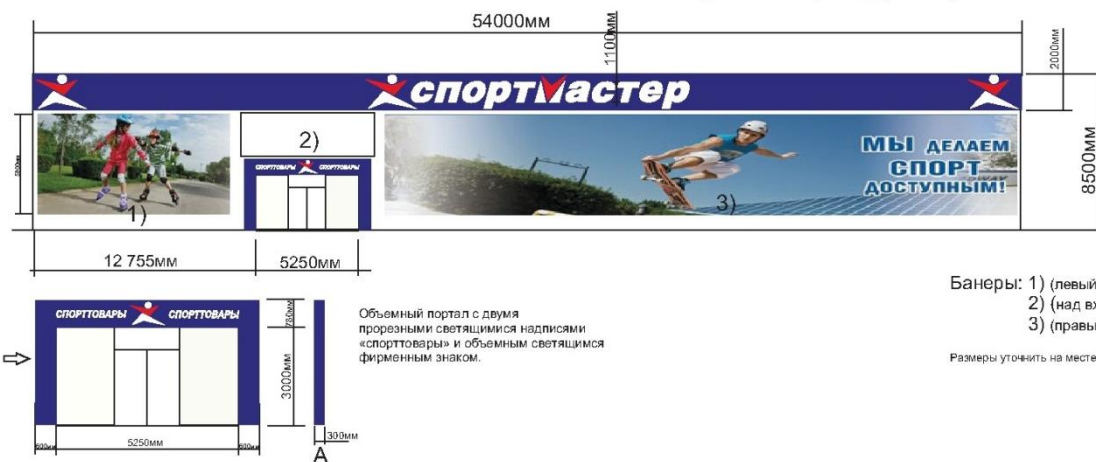 54000мм
1100мм
2000мм
спортмастер
МЫ ДЕЛАЕМ
СПОРТ
ДОСТУПНЫМ!
8500мм
1)
2)
СПОРТТОВАРЫ СПОРТТОВАРЫ
3)
12 755мм
5250мм
СПОРТТОВАРЫ СПОРТТОВАРЫ
3000мм
5250мм
600мм
600мм
300мм
А
Объемный портал с двумя
прорезными светящимися надписями
«спорттовары» и объемным светящимся
фирменным знаком.
Банеры: 1) (левый
2) (над вх
3) (правы
Размеры уточнить на месте